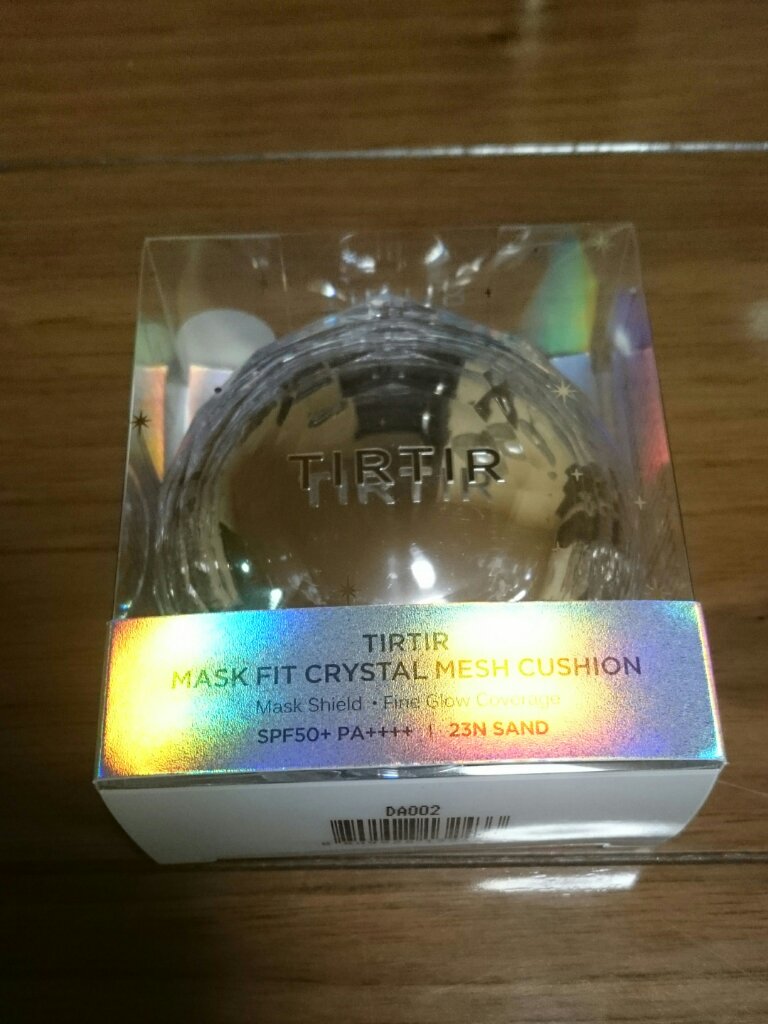 TIRTIR
TIRTIR
MASK FIT CRYSTAL MESH CUSHION
Mask Shield • Fine Glow Coverage
SPF50+ PA++++ | 23N SAND
DA002